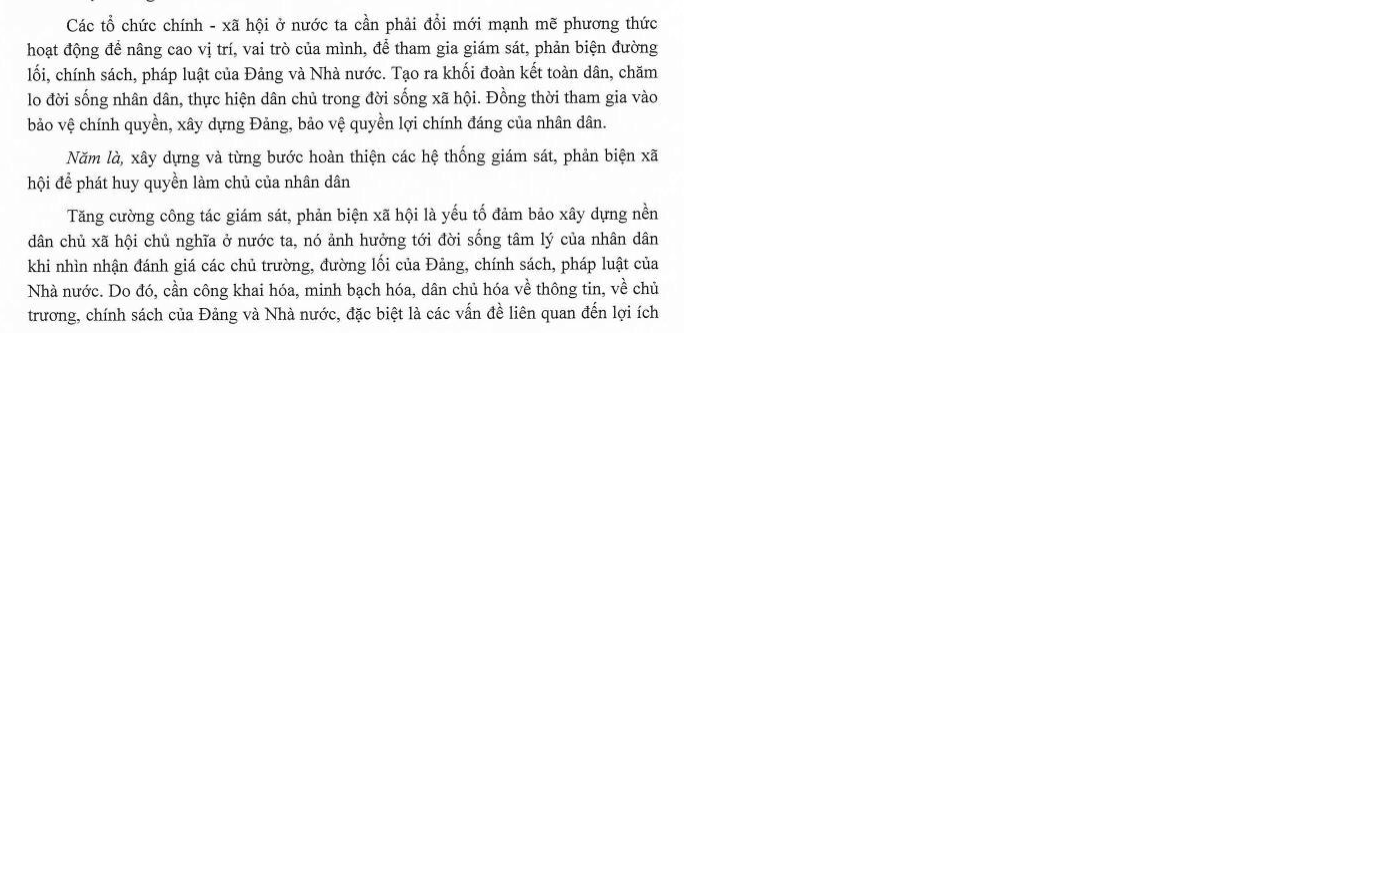 Các tổ chức chính - xã hội ở nước ta cần phải đổi mới mạnh mẽ phương thức
hoạt động để nâng cao vị trí, vai trò của mình, để tham gia giám sát, phản biện đường
lối, chính sách, pháp luật của Đảng và Nhà nước. Tạo ra khối đoàn kết toàn dân, chăm
lo đời sống nhân dân, thực hiện dân chủ trong đời sống xã hội. Đồng thời tham gia vào
bảo vệ chính quyền, xây dựng Đảng, bảo vệ quyền lợi chính đáng của nhân dân.
Năm là, xây dựng và từng bước hoàn thiện các hệ thống giám sát, phản biện xã
hội để phát huy quyền làm chủ của nhân dân
Tăng cường công tác giám sát, phản biện xã hội là yếu tố đảm bảo xây dựng nền
dân chủ xã hội chủ nghĩa ở nước ta, nó ảnh hưởng tới đời sống tâm lý của nhân dân
khi nhìn nhận đánh giá các chủ trường, đường lối của Đảng, chính sách, pháp luật của
Nhà nước. Do đó, cần công khai hóa, minh bạch hóa, dân chủ hóa về thông tin, về chủ
trương, chính sách của Đảng và Nhà nước, đặc biệt là các vấn đề liên quan đến lợi ích